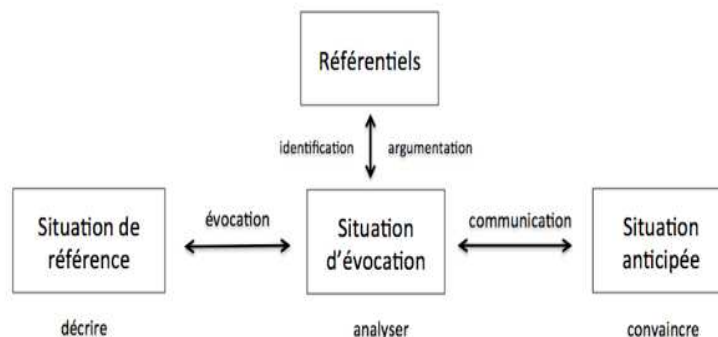 Référentiels
identification argumentation
Situation de
référence
évocation
Situation
d'évocation
communication
Situation
anticipée
décrire
analyser
convaincre